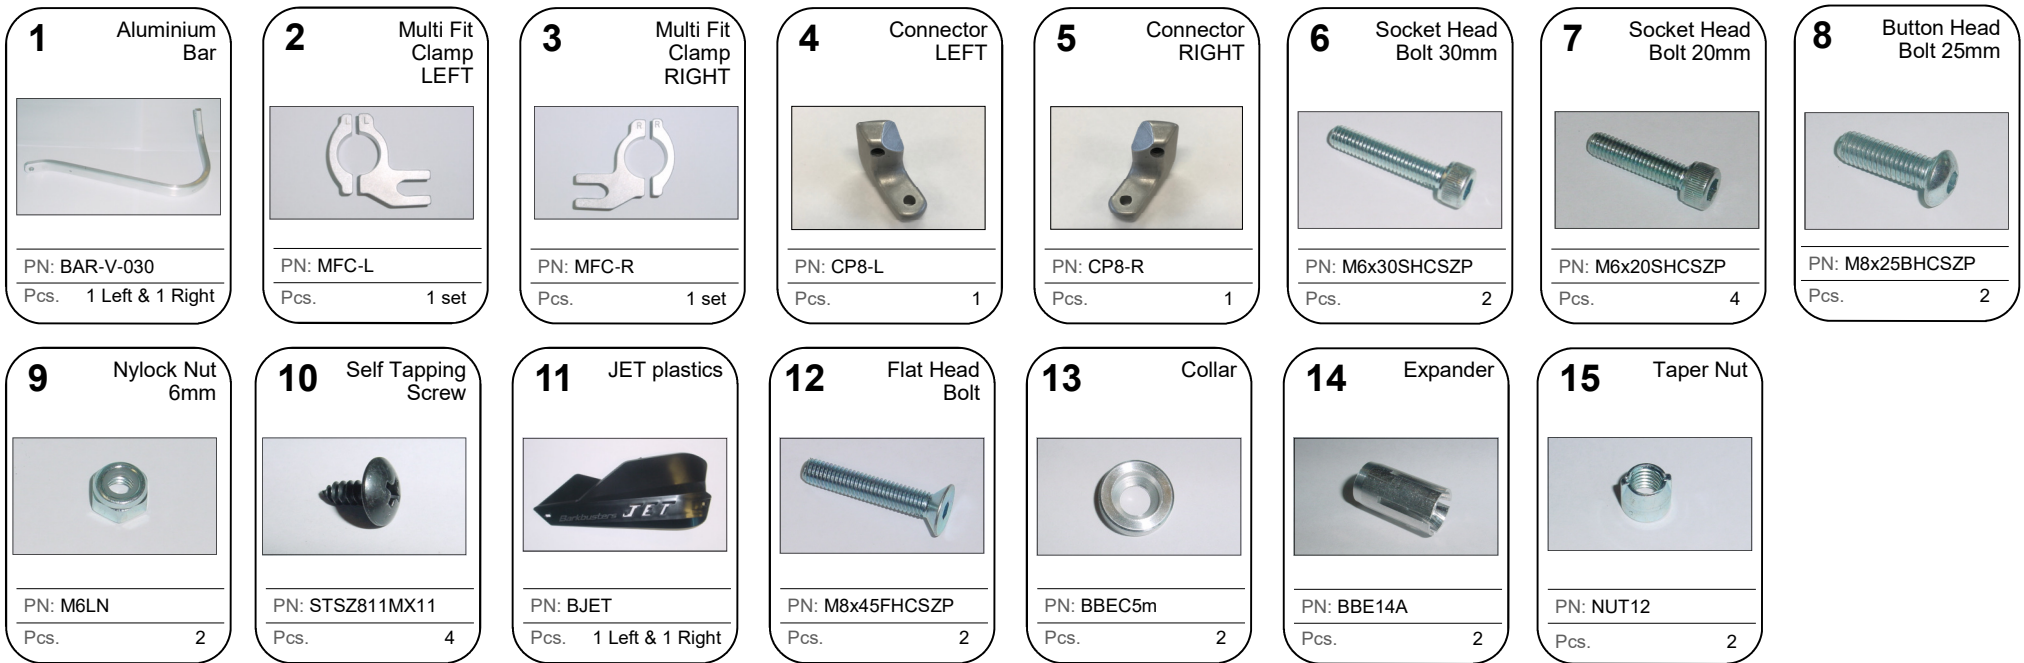 1
Aluminium
Bar
PN: BAR-V-030
Pcs. 1 Left & 1 Right
2
Multi Fit
Clamp
LEFT
L L
PN: MFC-L
Pcs. 1 set
3
Multi Fit
Clamp
RIGHT
R R
PN: MFC-R
Pcs. 1 set
4
Connector
LEFT
PN: CP8-L
Pcs. 1
5
Connector
RIGHT
PN: CP8-R
Pcs. 1
6
Socket Head
Bolt 30mm
PN: M6x30SHCSZP
Pcs. 2
7
Socket Head
Bolt 20mm
PN: M6x20SHCSZP
Pcs. 4
8
Button Head
Bolt 25mm
PN: M8x25BHCSZP
Pcs. 2
9
Nylock Nut
6mm
PN: M6LN
Pcs. 2
10
Self Tapping
Screw
PN: STSZ811MX11
Pcs. 4
11
JET plastics
Barkbusters JET
PN: BJET
Pcs. 1 Left & 1 Right
12
Flat Head
Bolt
PN: M8x45FHCSZP
Pcs. 2
13
Collar
PN: BBEC5m
Pcs. 2
14
Expander
PN: BBE14A
Pcs. 2
15
Taper Nut
PN: NUT12
Pcs. 2